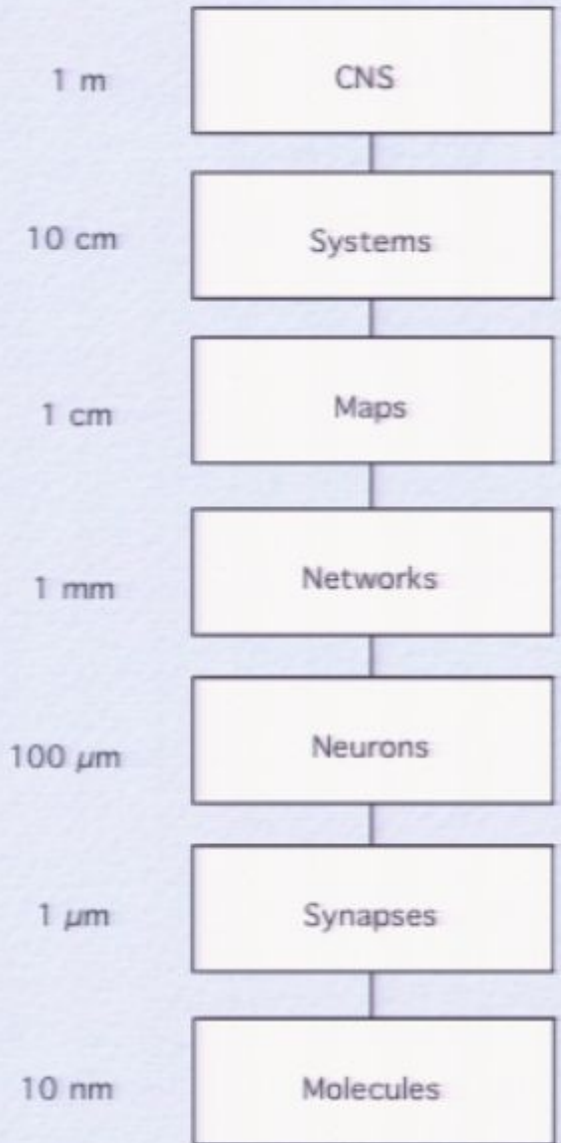 1 m CNS
10 cm Systems
1 cm Maps
1 mm Networks
100 µm Neurons
1 µm Synapses
10 nm Molecules